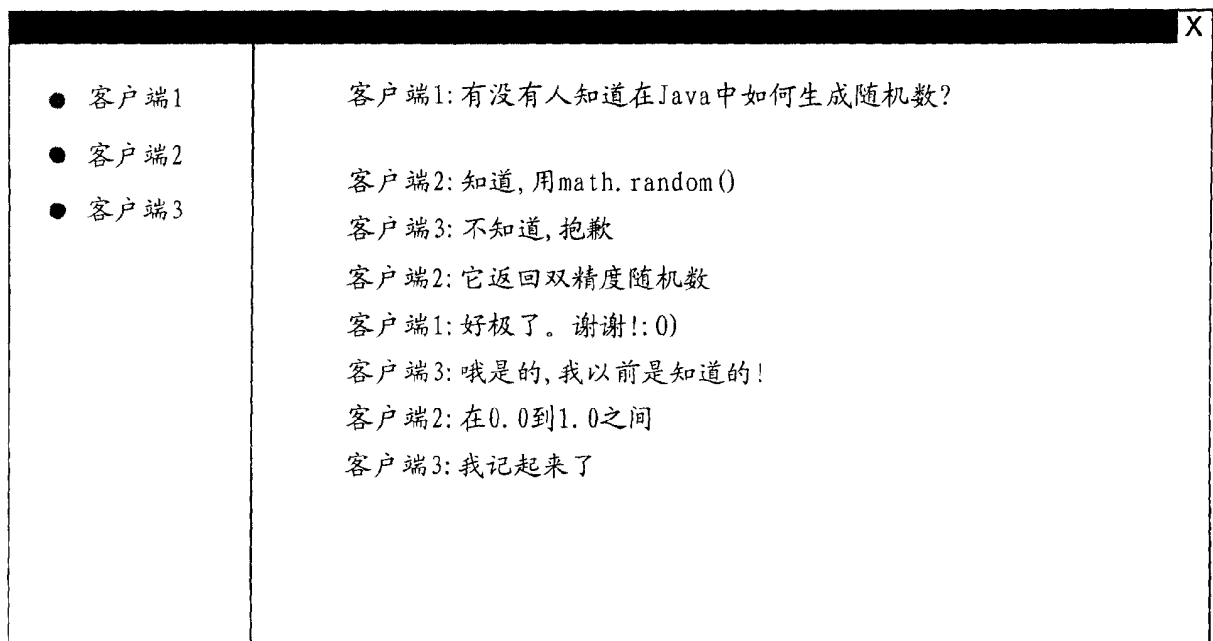 X
客户端1
客户端2
客户端3
客户端1:有没有人知道在Java中如何生成随机数?
客户端2:知道,用math.random()
客户端3:不知道,抱歉
客户端2:它返回双精度随机数
客户端1:好极了。谢谢!:0)
客户端3:哦是的,我以前是知道的!
客户端2:在0.0到1.0之间
客户端3:我记起来了